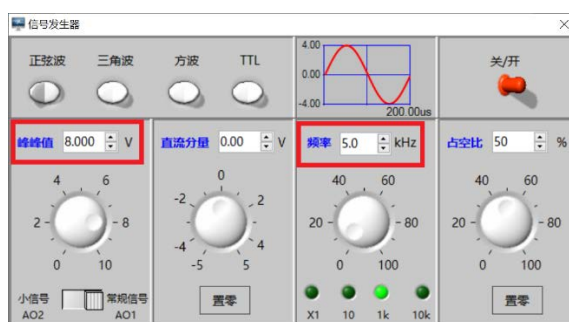 信号发生器
正弦波 三角波 方波 TTL
4.00
0.00
-4.00
200.00us
关/开
峰峰值 8.000 V
直流分量 0.00 V
频率 5.0 kHz
占空比 50 %
4 6
2 8
0 10
0
-2 2
-4 4
-5 5
40 60
20 80
0 100
40 60
20 80
0 100
小信号 常规信号
AO2 AO1
置零
X1 10 1k 10k
置零